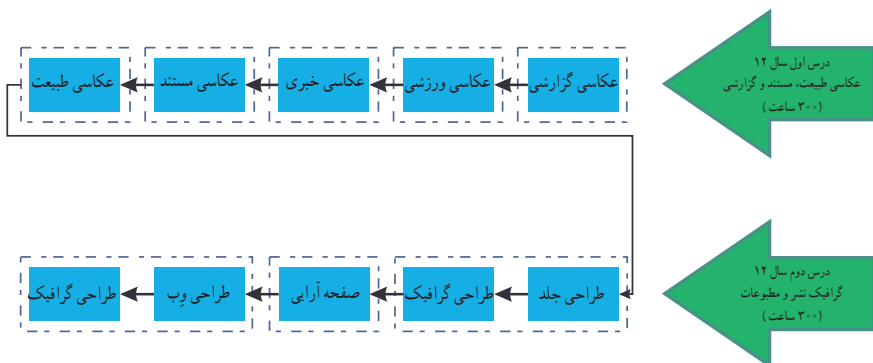 درس اول سال ۱۲
عکاسی طبیعت، مستند و گزارشی
(۳۰۰ ساعت)
عکاسی گزارشی
عکاسی ورزشی
عکاسی خبری
عکاسی مستند
عکاسی طبیعت
درس دوم سال ۱۲
گرافیک نشر و مطبوعات
(۳۰۰ ساعت)
طراحی جلد
طراحی گرافیک
صفحه آرایی
طراحی وِب
طراحی گرافیک